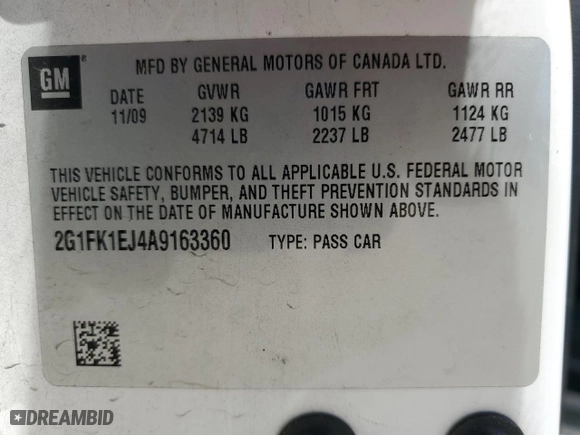 GM®
MFD BY GENERAL MOTORS OF CANADA LTD.
DATE GVWR GAWR FRT GAWR RR
11/09 2139 KG 1015 KG 1124 KG
4714 LB 2237 LB 2477 LB
THIS VEHICLE CONFORMS TO ALL APPLICABLE U.S. FEDERAL MOTOR
VEHICLE SAFETY, BUMPER, AND THEFT PREVENTION STANDARDS IN
EFFECT ON THE DATE OF MANUFACTURE SHOWN ABOVE.
2G1FK1EJ4A9163360 TYPE: PASS CAR
DREAMBID